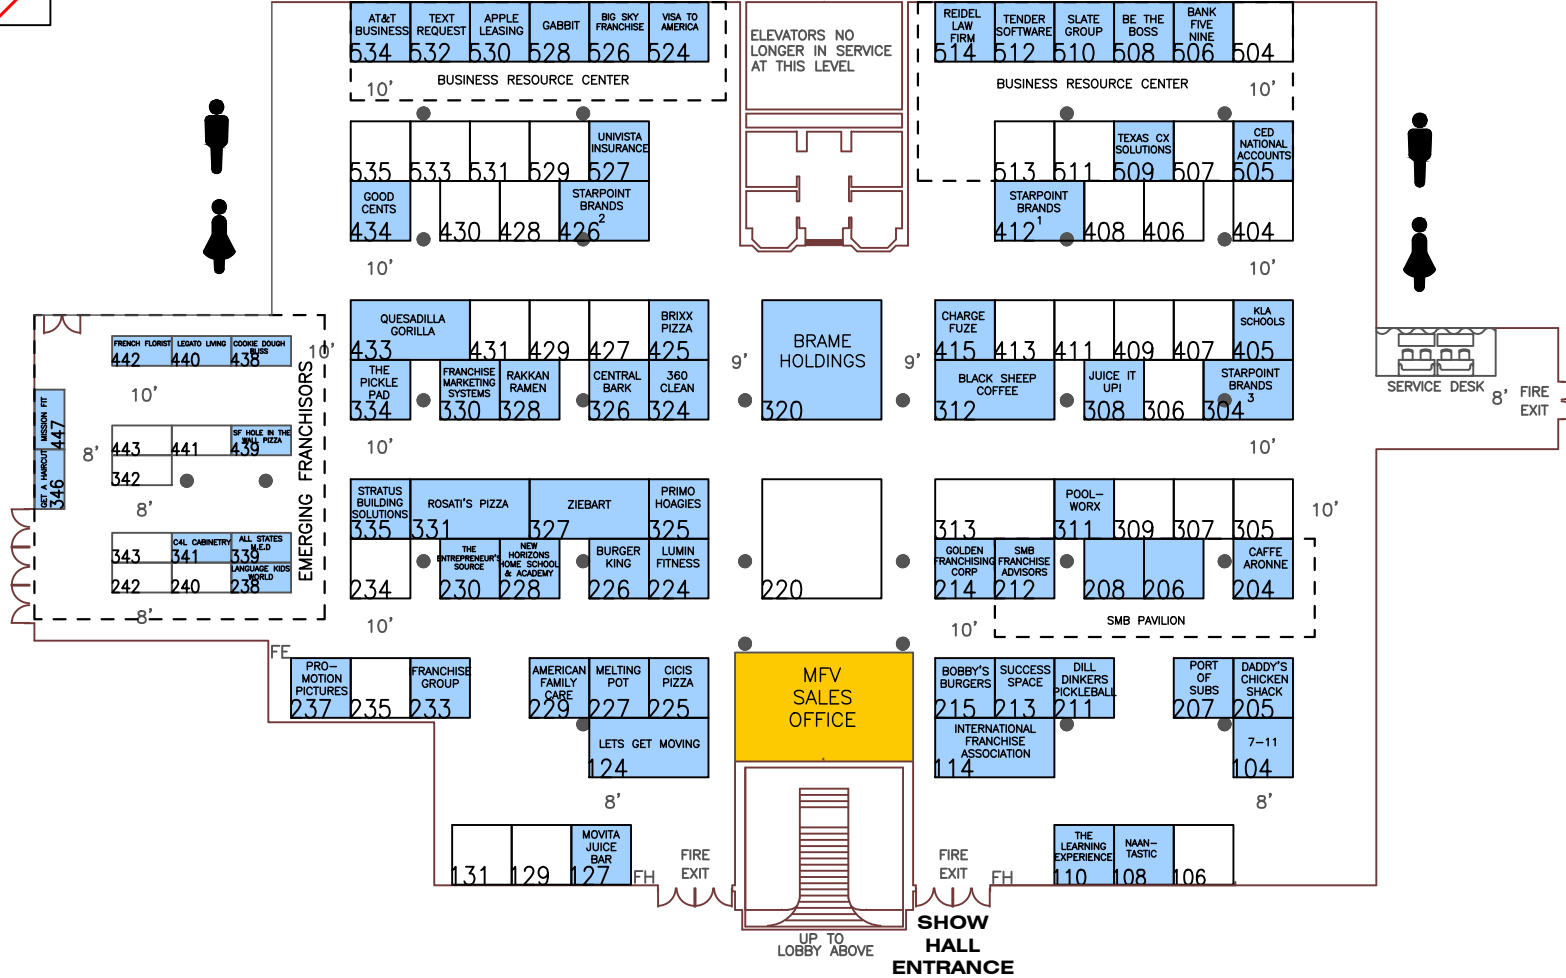 AT&T
BUSINESS
534
TEXT
REQUEST
532
APPLE
LEASING
530
GABBIT
528
BIG SKY
FRANCHISE
526
VISA TO
AMERICA
524
BUSINESS RESOURCE CENTER
10'
ELEVATORS NO
LONGER IN SERVICE
AT THIS LEVEL
REIDEL
LAW
FIRM
514
TENDER
SOFTWARE
512
SLATE
GROUP
510
BE THE
BOSS
508
BANK
FIVE
NINE
506
504
BUSINESS RESOURCE CENTER
10'
535
533
531
529
UNIVISTA
INSURANCE
527
513
511
TEXAS CX
SOLUTIONS
509
507
CED
NATIONAL
ACCOUNTS
505
GOOD
CENTS
434
430
428
STARPOINT
BRANDS
2
426
STARPOINT
BRANDS
1
412
408
406
404
10'
10'
QUESADILLA
GORILLA
433
431
429
427
BRIXX
PIZZA
425
BRAME
HOLDINGS
320
9'
9'
CHARGE
FUZE
415
413
411
409
407
KLA
SCHOOLS
405
THE
PICKLE
PAD
334
FRANCHISE
MARKETING
SYSTEMS
330
RAKKAN
RAMEN
328
CENTRAL
BARK
326
360
CLEAN
324
BLACK SHEEP
COFFEE
312
JUICE IT
UP!
308
306
STARPOINT
BRANDS
3
304
SERVICE DESK
8'
FIRE
EXIT
10'
10'
FRENCH FLORIST
442
LEGATO LIVING
440
COOKIE DOUGH
BLISS
438
10'
10'
EMERGING FRANCHISORS
MISSION FIT
447
GET A HAIRCUT
346
8'
443
441
SF HOLE IN THE
WALL PIZZA
439
342
8'
343
C4L CABINETRY
341
ALL STATES
M.E.D
339
242
240
LANGUAGE KIDS
WORLD
238
8'
STRATUS
BUILDING
SOLUTIONS
335
ROSATI'S PIZZA
331
ZIEBART
327
PRIMO
HOAGIES
325
220
313
POOL-
WORX
311
309
307
305
10'
234
THE
ENTREPRENEUR'S
SOURCE
230
NEW
HORIZONS
HOME SCHOOL
& ACADEMY
228
BURGER
KING
226
LUMIN
FITNESS
224
GOLDEN
FRANCHISING
CORP
214
SMB
FRANCHISE
ADVISORS
212
208
206
CAFFE
ARONNE
204
SMB PAVILION
10'
10'
FE
PRO-
MOTION
PICTURES
237
235
FRANCHISE
GROUP
233
AMERICAN
FAMILY
CARE
229
MELTING
POT
227
CICIS
PIZZA
225
MFV
SALES
OFFICE
BOBBY'S
BURGERS
215
SUCCESS
SPACE
213
DILL
DINKERS
PICKLEBALL
211
PORT
OF
SUBS
207
DADDY'S
CHICKEN
SHACK
205
LETS GET MOVING
124
INTERNATIONAL
FRANCHISE
ASSOCIATION
114
7-11
104
8'
8'
131
129
MOVITA
JUICE
BAR
127
FH
FIRE
EXIT
FIRE
EXIT
FH
THE
LEARNING
EXPERIENCE
110
NAAN-
TASTIC
108
106
UP TO
LOBBY ABOVE
SHOW
HALL
ENTRANCE